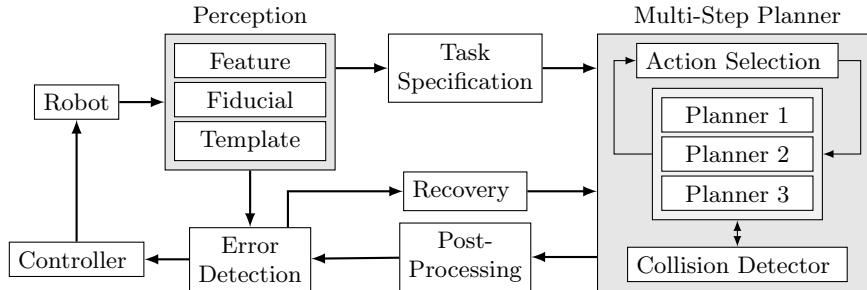 Perception
Multi-Step Planner
Feature
Fiducial
Template
Task
Specification
Action Selection
Robot
Planner 1
Planner 2
Planner 3
Recovery
Controller
Error
Detection
Post-
Processing
Collision Detector